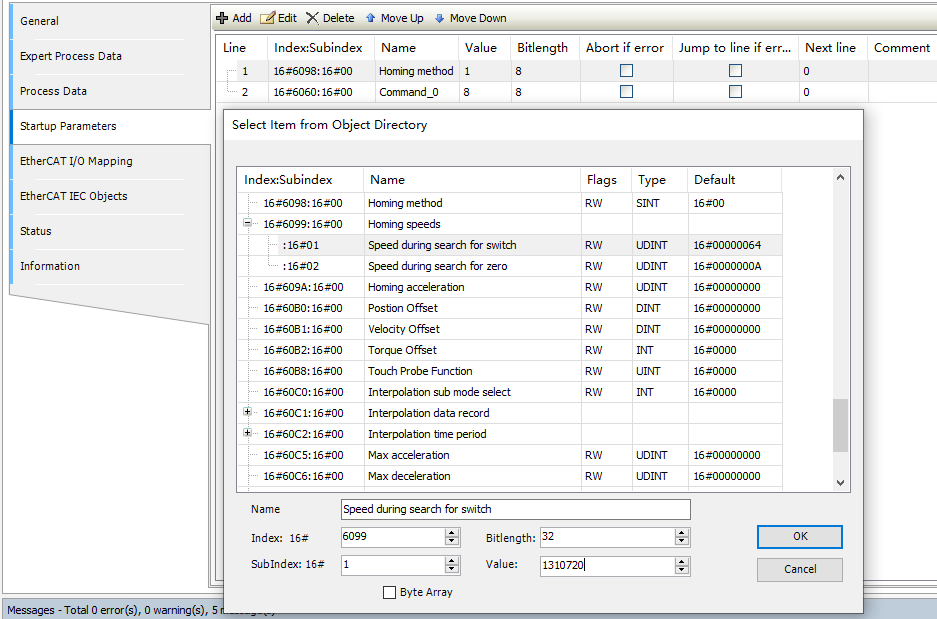 General
Expert Process Data
Process Data
Startup Parameters
EtherCAT I/O Mapping
EtherCAT IEC Objects
Status
Information
Add Edit Delete Move Up Move Down
Line Index:Subindex Name Value Bitlength Abort if error Jump to line if err... Next line Comment
1 16#6098:16#00 Homing method 1 8 0
2 16#6060:16#00 Command_0 8 8 0
Select Item from Object Directory
Index:Subindex Name Flags Type Default
16#6098:16#00 Homing method RW SINT 16#00
16#6099:16#00 Homing speeds
:16#01 Speed during search for switch RW UDINT 16#00000064
:16#02 Speed during search for zero RW UDINT 16#0000000A
16#609A:16#00 Homing acceleration RW UDINT 16#00000000
16#60B0:16#00 Postion Offset RW DINT 16#00000000
16#60B1:16#00 Velocity Offset RW DINT 16#00000000
16#60B2:16#00 Torque Offset RW INT 16#0000
16#60B8:16#00 Touch Probe Function RW UINT 16#0000
16#60C0:16#00 Interpolation sub mode select RW INT 16#0000
16#60C1:16#00 Interpolation data record
16#60C2:16#00 Interpolation time period
16#60C5:16#00 Max acceleration RW UDINT 16#00000000
16#60C6:16#00 Max deceleration RW UDINT 16#00000000
Name Speed during search for switch
Index: 16# 6099 Bitlength: 32 OK
SubIndex: 16# 1 Value: 1310720 Cancel
Byte Array
Messages - Total 0 error(s), 0 warning(s), 5